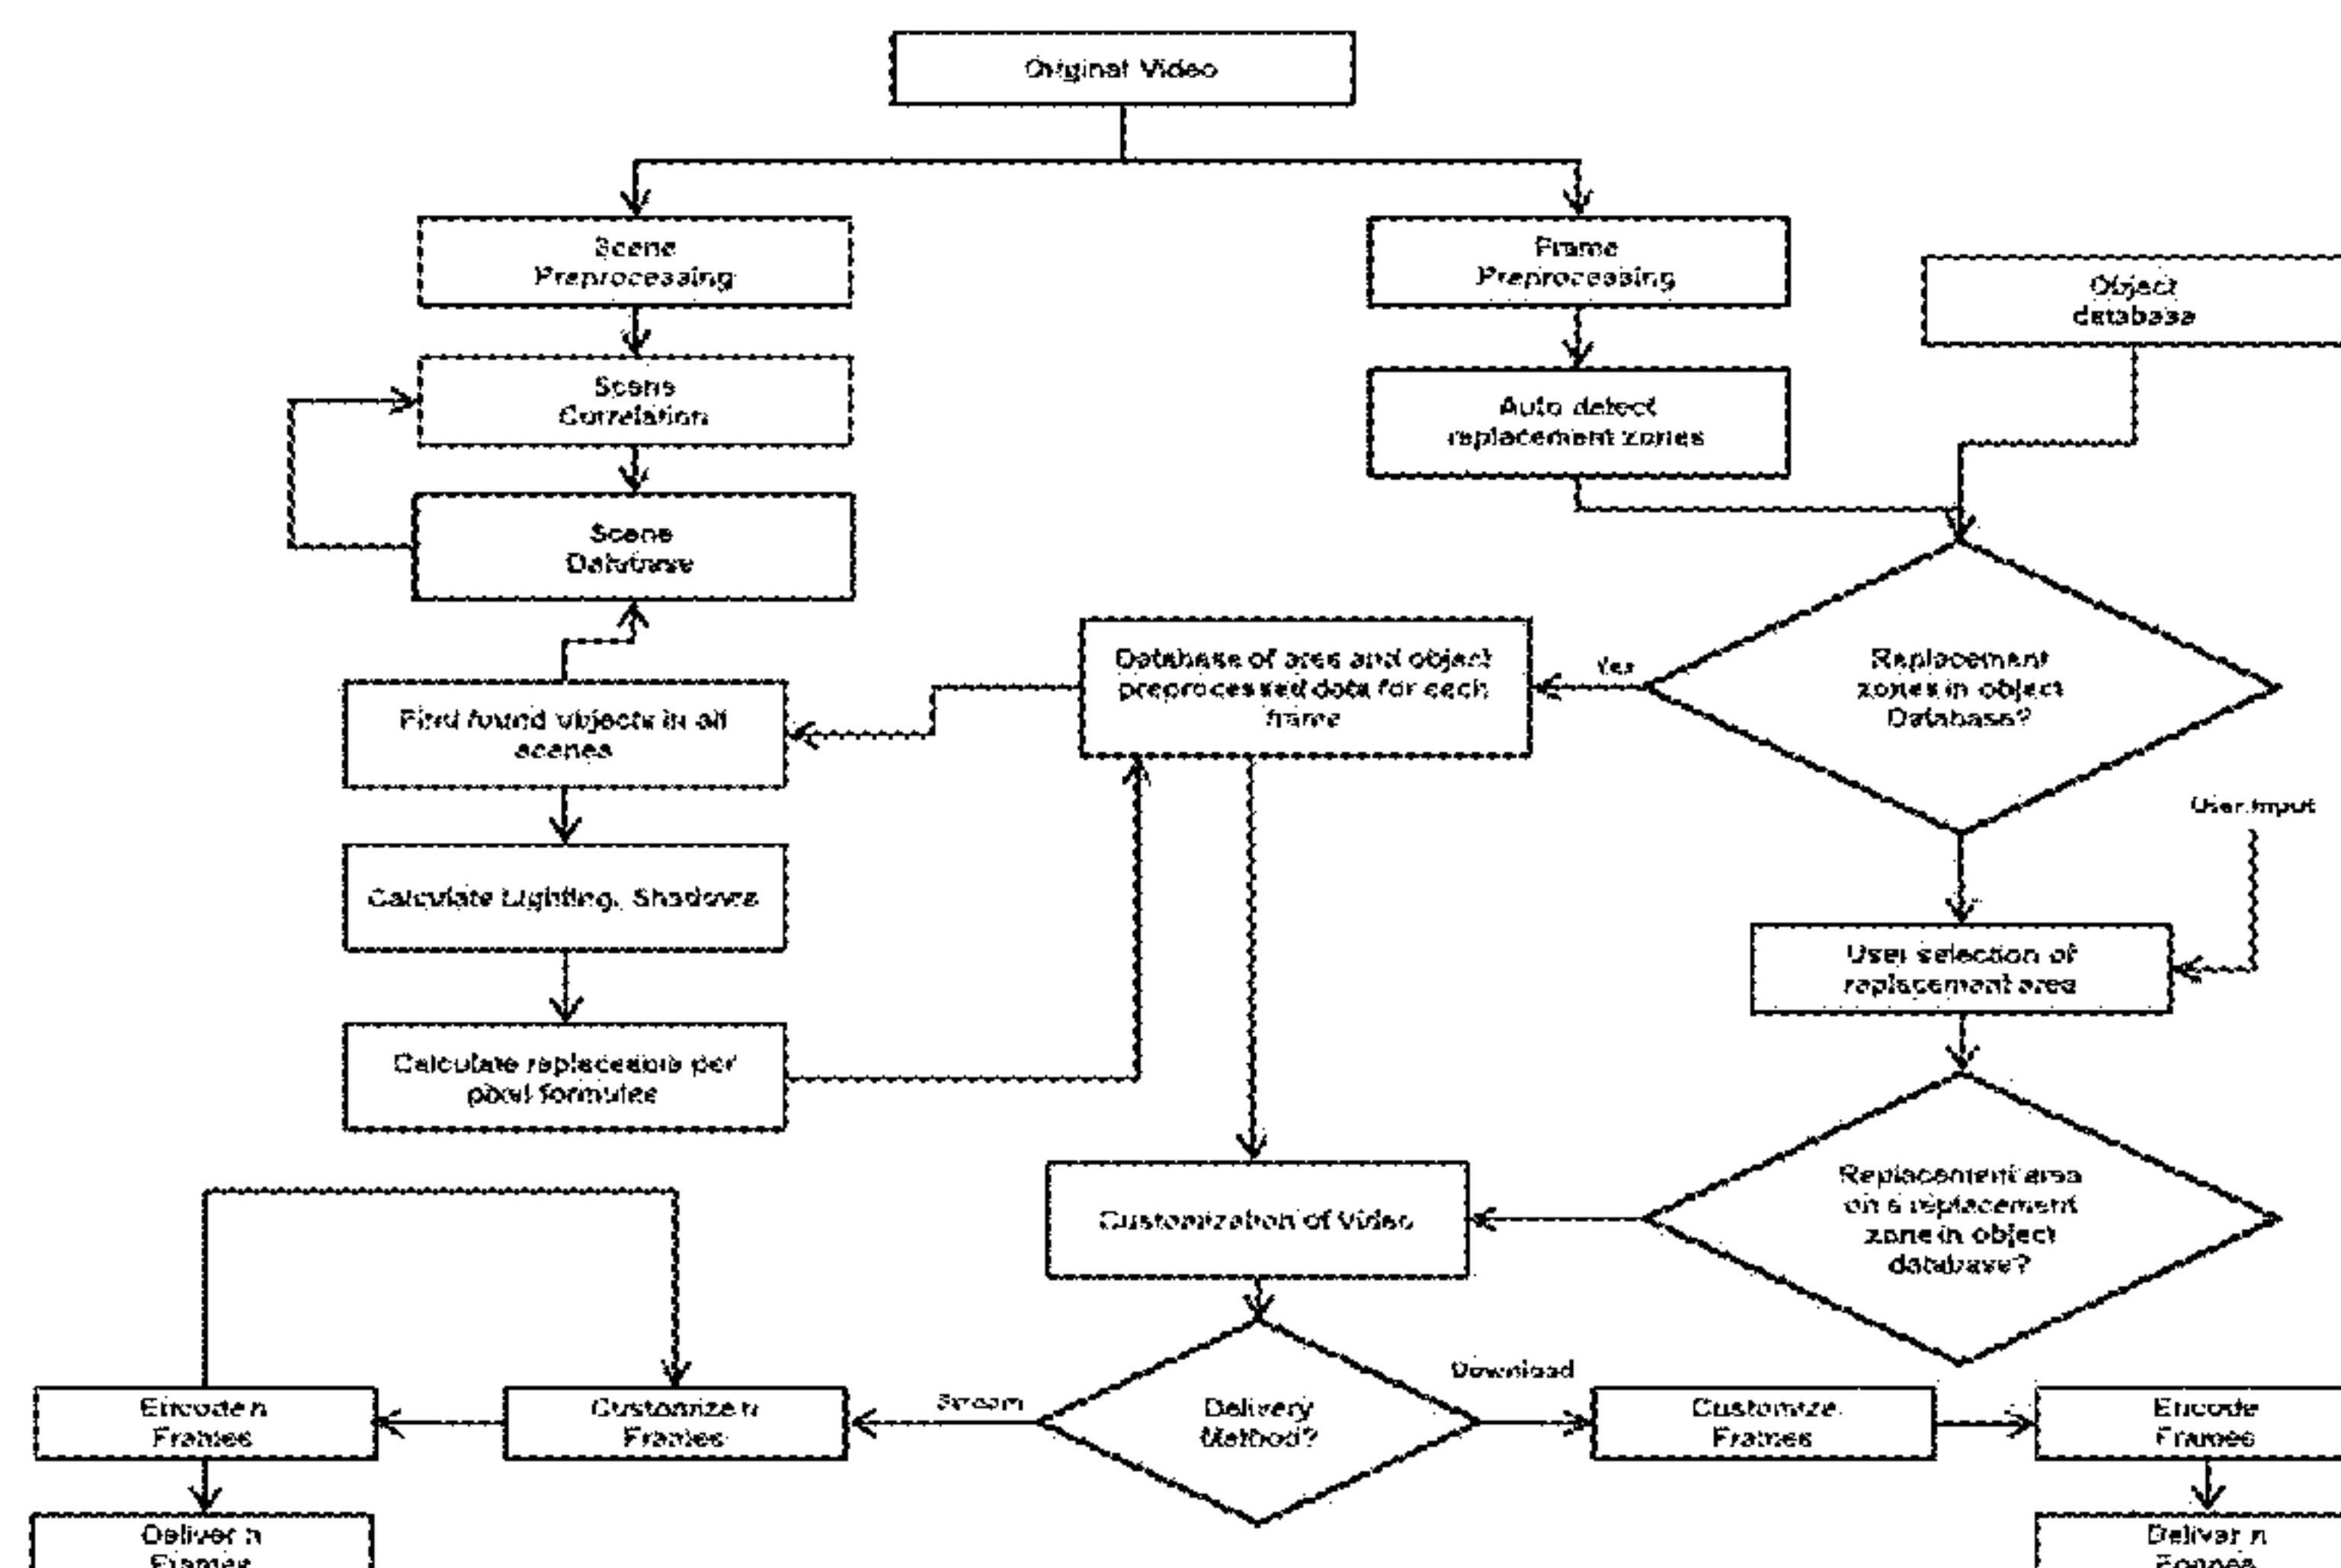 Original Video
Scene
Preprocessing
Frame
Preprocessing
Object
database
Scene
Correlation
Auto detect
replacement zones
Scene
Database
Database of area and object
preprocessed data for each
frame
Yes
Replacement
zones in object
Database?
Find found objects in all
scenes
User input
Calculate Lighting, Shadows
User selection of
replacement area
Calculate replaceable per
pixel formulas
Replacement area
on a replacement
zone in object
database?
Customization of Video
Download
Stream
Encode n
Frames
Customize n
Frames
Delivery
Method?
Customize
Frames
Encode
Frames
Deliver n
Frames
Deliver n
Frames